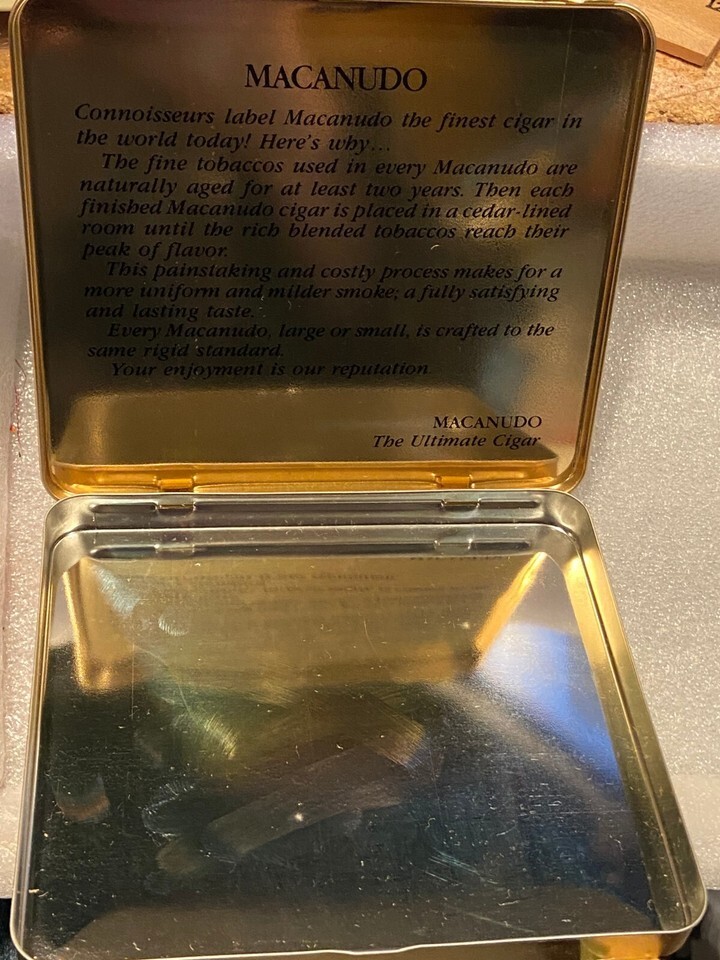 MACANUDO
Connoisseurs label Macanudo the finest cigar in
the world today! Here's why...
The fine tobaccos used in every Macanudo are
naturally aged for at least two years. Then each
finished Macanudo cigar is placed in a cedar-lined
room until the rich blended tobaccos reach their
peak of flavor.
This painstaking and costly process makes for a
more uniform and milder smoke; a fully satisfying
and lasting taste.
Every Macanudo, large or small, is crafted to the
same rigid standard.
Your enjoyment is our reputation
MACANUDO
The Ultimate Cigar